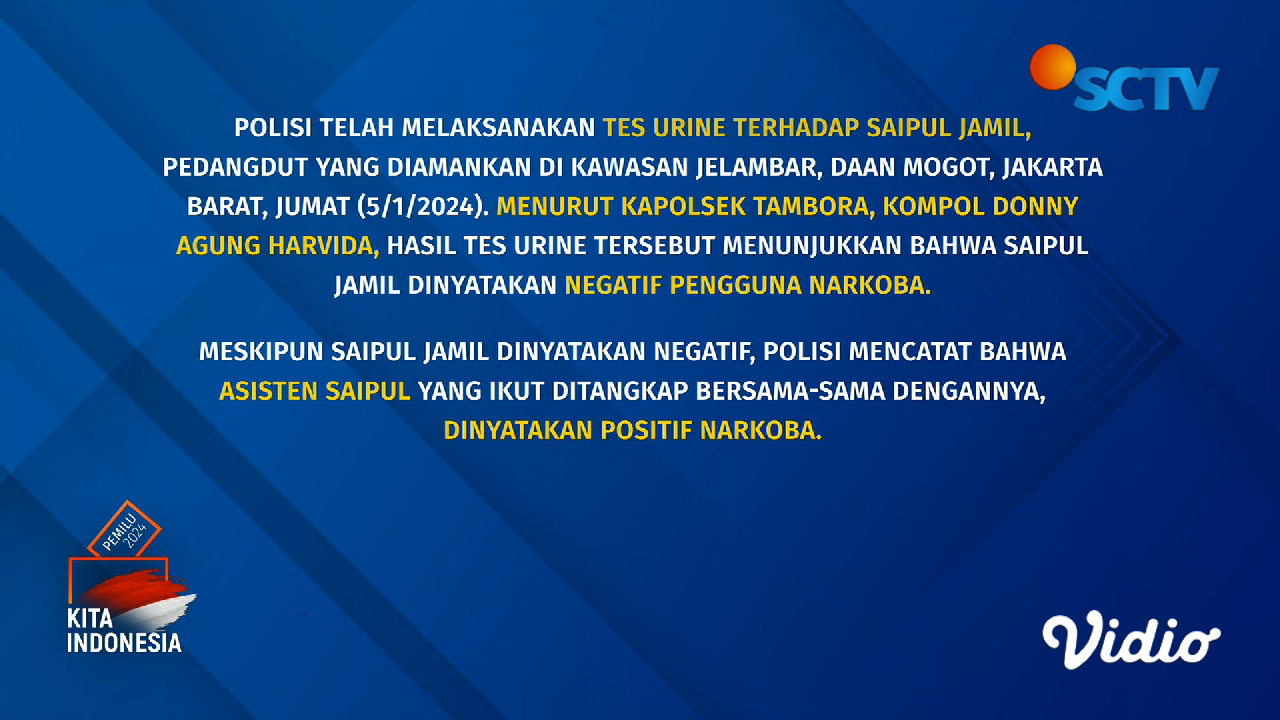 SCTV
POLISI TELAH MELAKSANAKAN TES URINE TERHADAP SAIPUL JAMIL,
PEDANGDUT YANG DIAMANKAN DI KAWASAN JELAMBAR, DAAN MOGOT, JAKARTA
BARAT, JUMAT (5/1/2024). MENURUT KAPOLSEK TAMBORA, KOMPOL DONNY
AGUNG HARVIDA, HASIL TES URINE TERSEBUT MENUNJUKKAN BAHWA SAIPUL
JAMIL DINYATAKAN NEGATIF PENGGUNA NARKOBA.
MESKIPUN SAIPUL JAMIL DINYATAKAN NEGATIF, POLISI MENCATAT BAHWA
ASISTEN SAIPUL YANG IKUT DITANGKAP BERSAMA-SAMA DENGANNYA,
DINYATAKAN POSITIF NARKOBA.
PEMILU
2024
KITA
INDONESIA
Vidio